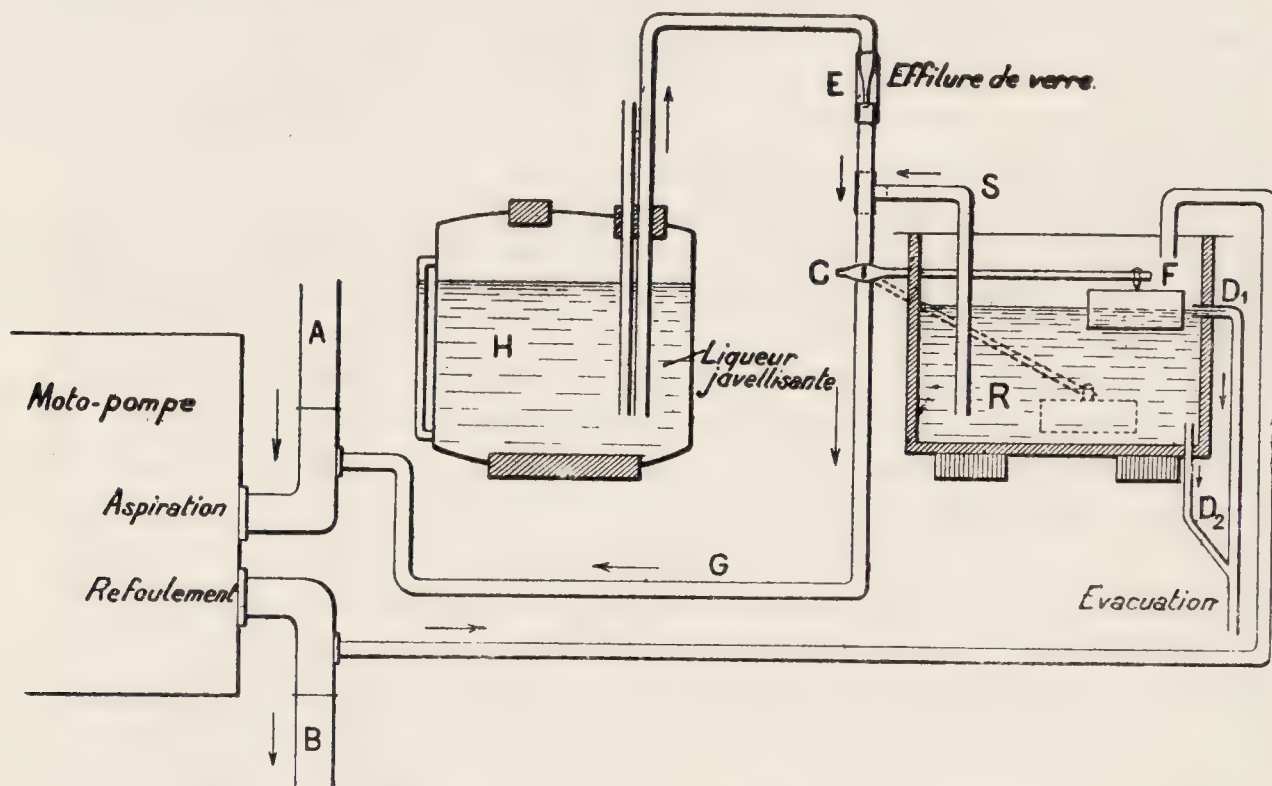 E
Effilure de verre.
S
C
F
D1
A
H
Liqueur
javellisante
R
Moto-pompe
Aspiration
D2
G
Refoulement
Evacuation
B